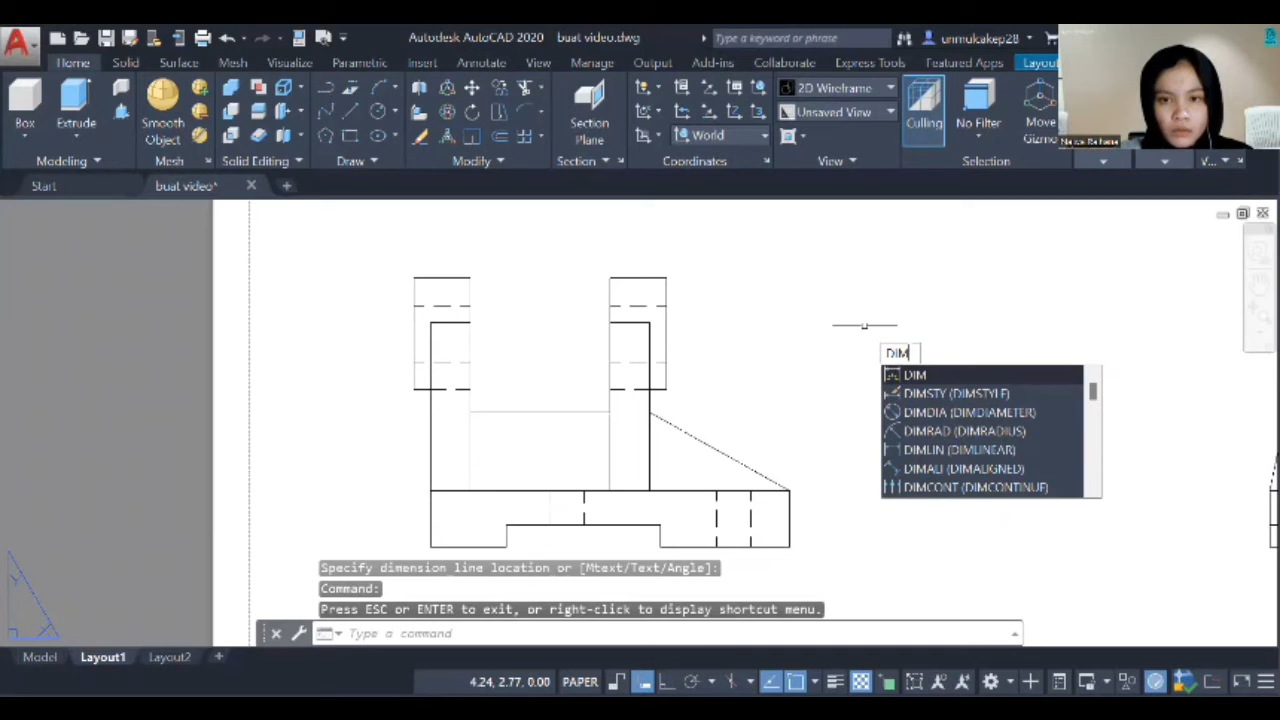 Autodesk AutoCAD 2020 buat video.dwg
Type a keyword or phrase
unmulcakep28
Home Solid Surface Mesh Visualize Parametric Insert Annotate View Manage Output Add-ins Collaborate Express Tools Featured Apps Layou
2D Wireframe
Unsaved View
World
Box Extrude Smooth Object Section Plane Culling No Filter Move Gizmo
Modeling Mesh Solid Editing Draw Modify Section Coordinates View Selection V...
Start buat video*
DIM
DIM
DIMSTY (DIMSTYLE)
DIMDIA (DIMDIAMETER)
DIMRAD (DIMRADIUS)
DIMLIN (DIMLINEAR)
DIMALI (DIMALIGNED)
DIMCONT (DIMCONTINUE)
Specify dimension line location or [Mtext/Text/Angle]:
Command:
Press ESC or ENTER to exit, or right-click to display shortcut menu.
Type a command
Model Layout1 Layout2
4.24, 2.77, 0.00 PAPER